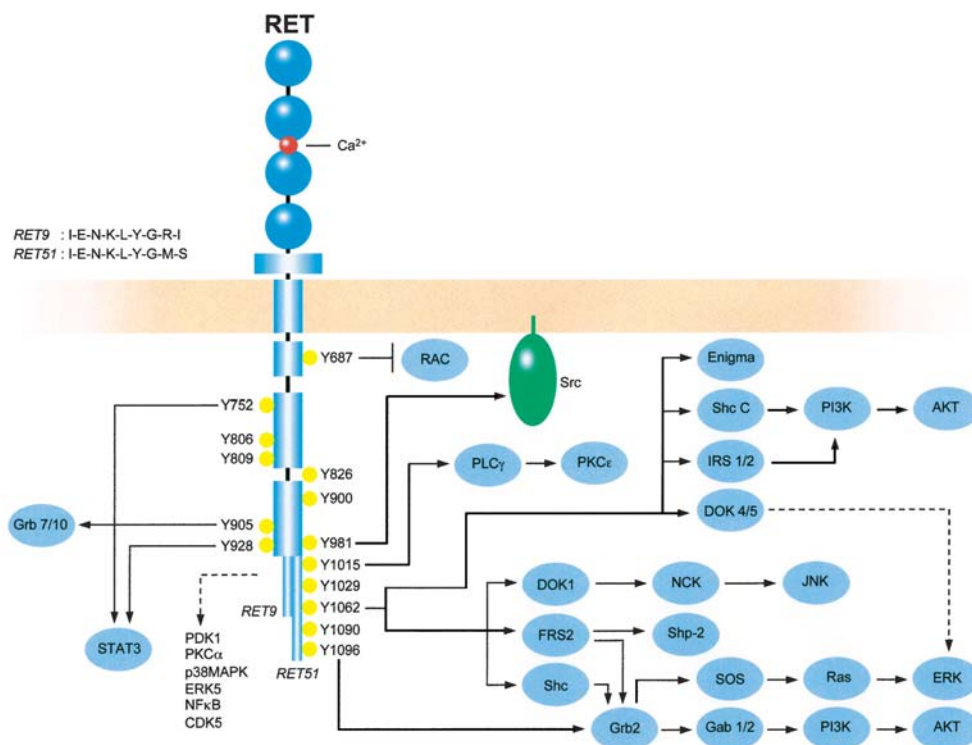 RET
Ca²⁺
RET9 : I-E-N-K-L-Y-G-R-I
RET51 : I-E-N-K-L-Y-G-M-S
Y687
RAC
Src
Enigma
Y752
Shc C
PI3K
AKT
Y806
Y809
Y826
PLCγ
PKCε
IRS 1/2
Y900
Grb 7/10
Y905
DOK 4/5
Y928
Y981
Y1015
Y1029
DOK1
NCK
JNK
RET9
Y1062
Y1090
FRS2
Shp-2
STAT3
PDK1
PKCα
p38MAPK
ERK5
NFκB
CDK5
Y1096
RET51
Shc
SOS
Ras
ERK
Grb2
Gab 1/2
PI3K
AKT